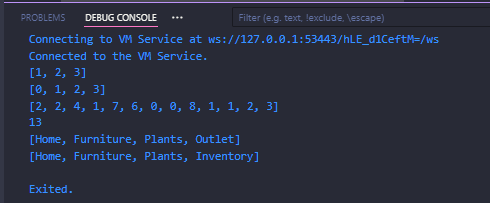 PROBLEMS DEBUG CONSOLE ... Filter (e.g. text, !exclude, \escape)
Connecting to VM Service at ws://127.0.0.1:53443/hLE_d1CeftM=/ws
Connected to the VM Service.
[1, 2, 3]
[0, 1, 2, 3]
[2, 2, 4, 1, 7, 6, 0, 0, 8, 1, 1, 2, 3]
13
[Home, Furniture, Plants, Outlet]
[Home, Furniture, Plants, Inventory]
Exited.